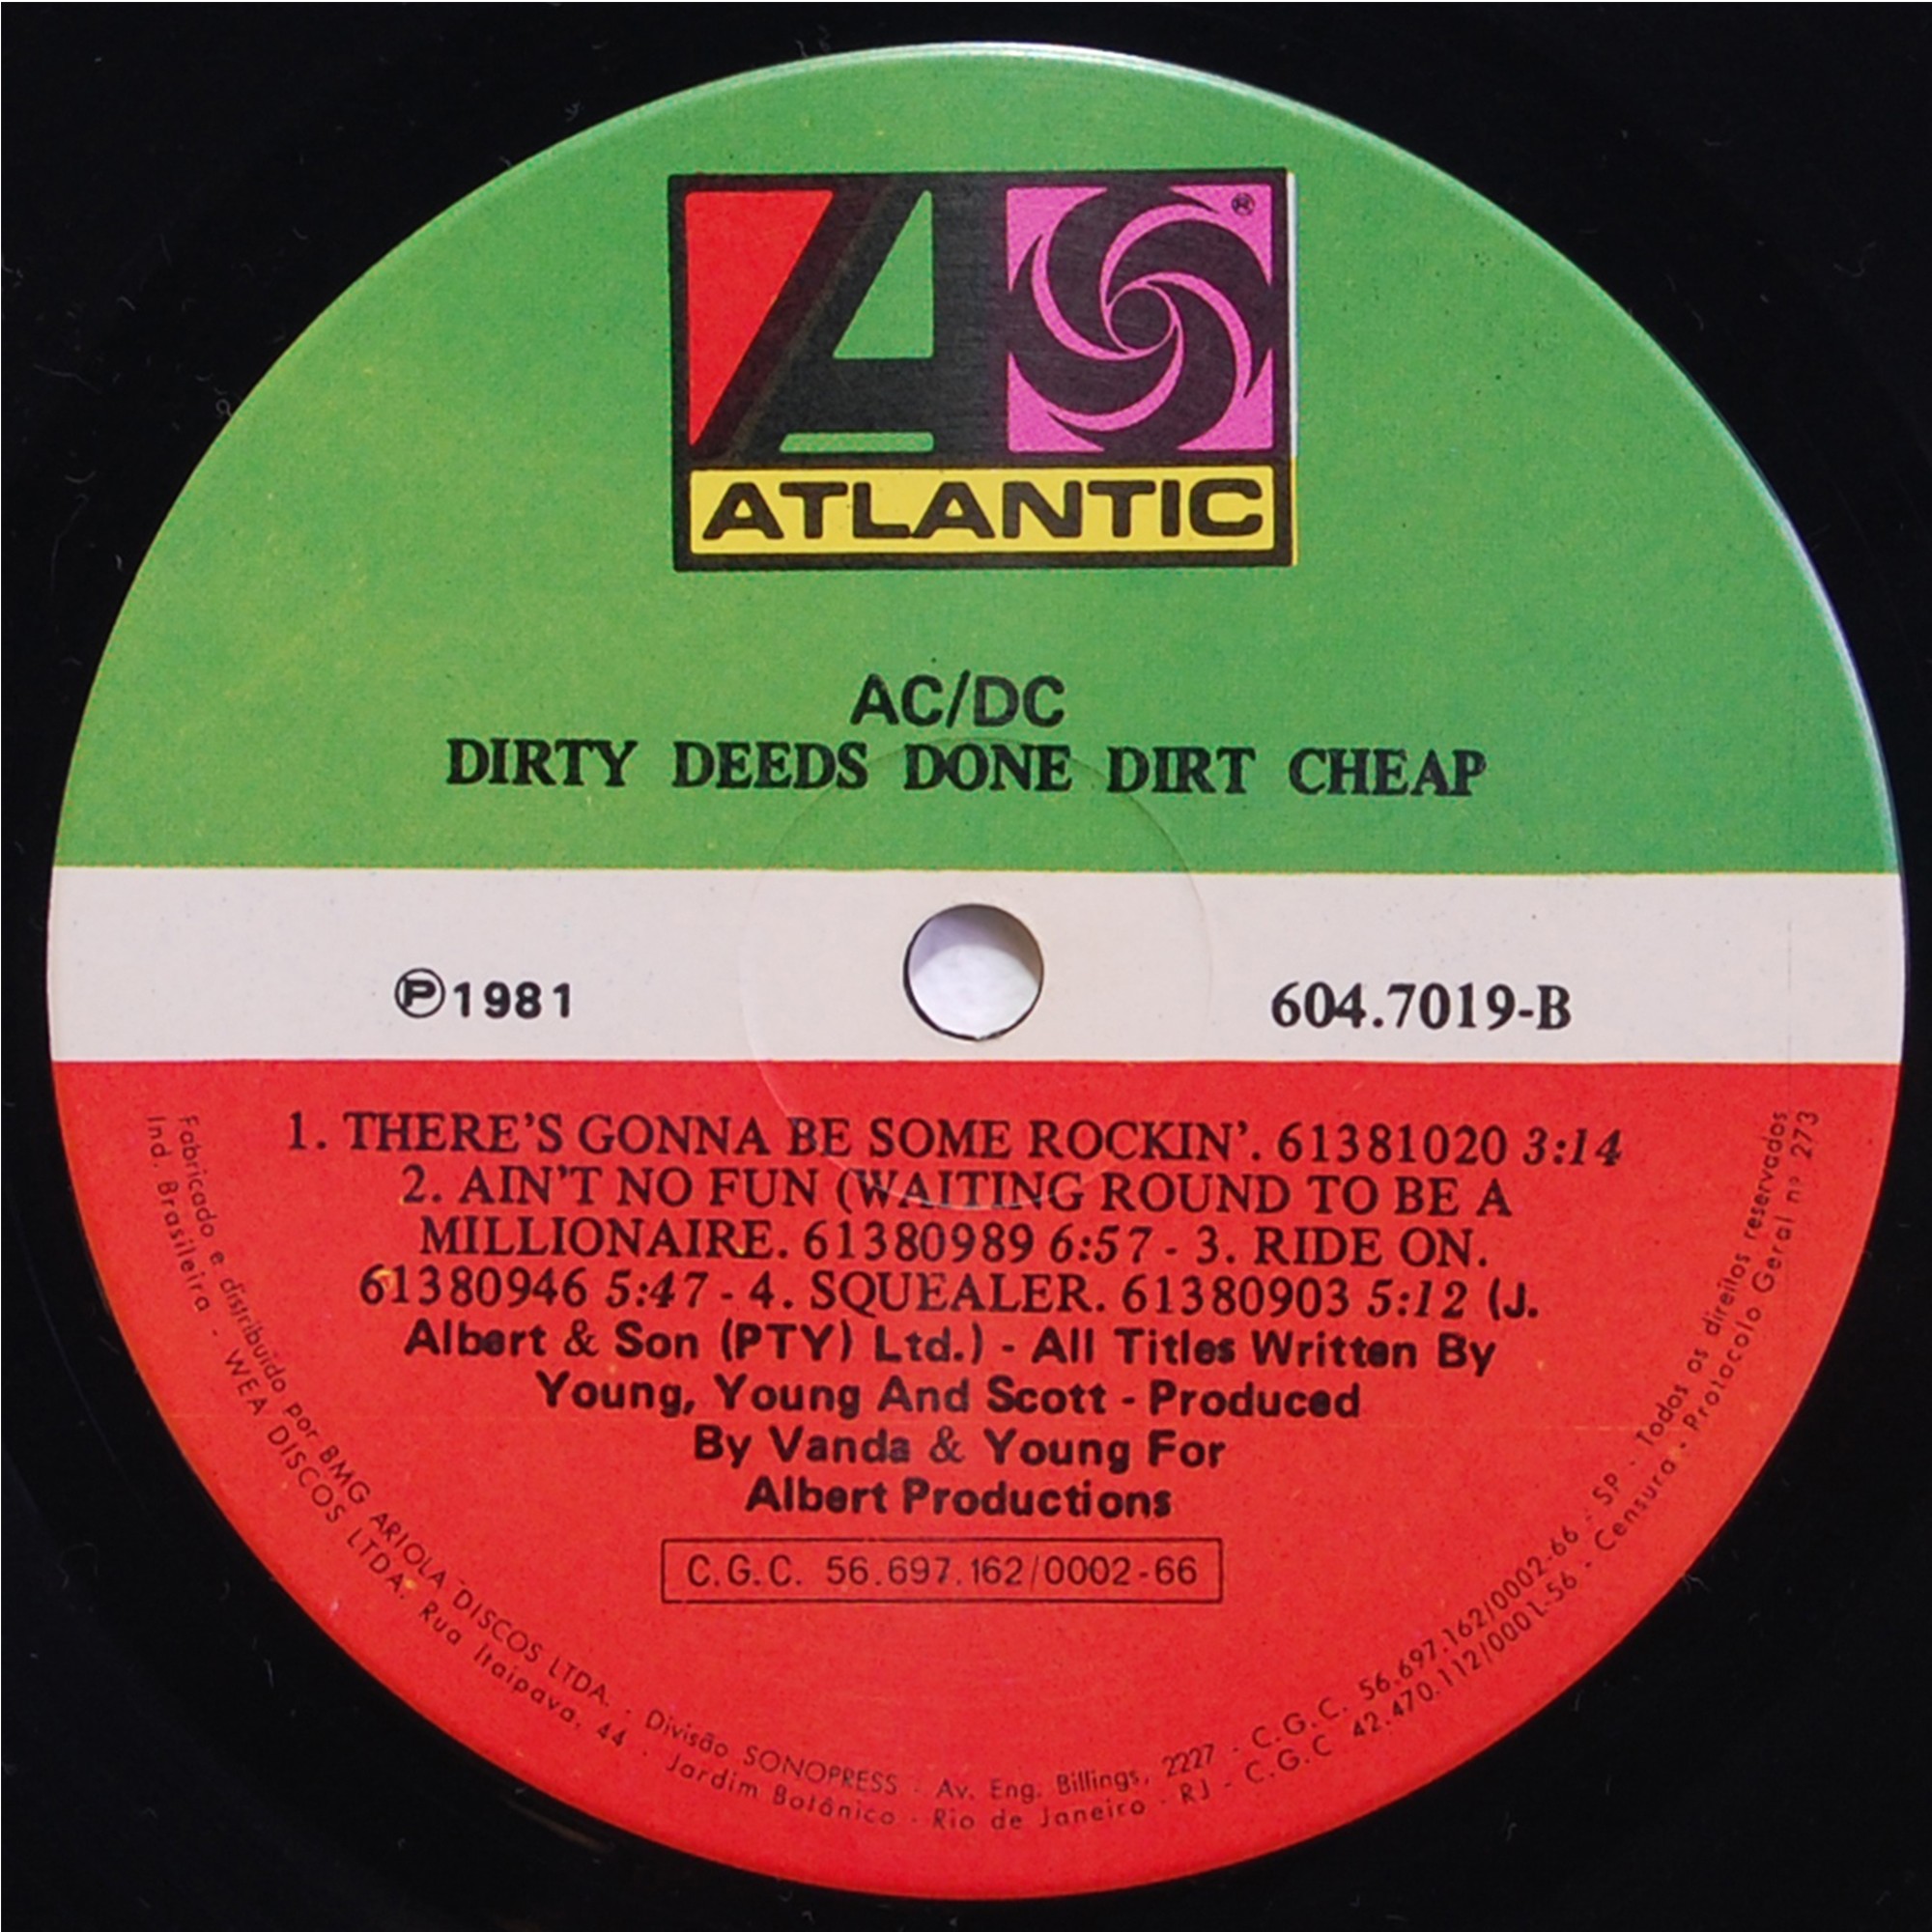 ®
ATLANTIC
AC/DC
DIRTY DEEDS DONE DIRT CHEAP
℗1981
604.7019-B
1. THERE'S GONNA BE SOME ROCKIN'. 61381020 3:14
2. AIN'T NO FUN (WAITING ROUND TO BE A
MILLIONAIRE. 61380989 6:57 - 3. RIDE ON.
61380946 5:47 - 4. SQUEALER. 61380903 5:12 (J.
Albert & Son (PTY) Ltd.) - All Titles Written By
Young, Young And Scott - Produced
By Vanda & Young For
Albert Productions
C.G.C. 56.697.162/0002-66
Fabricado e distribuído por BMG ARIOLA DISCOS LTDA. - Divisão SONOPRESS - Av. Eng. Billings, 2227 - C.G.C. 56.697.162/0002-66 - SP - Todos os direitos reservados
Ind. Brasileira - WEA DISCOS LTDA. Rua Itaipava, 44 - Jardim Botânico - Rio de Janeiro - RJ - C.G.C 42.470.112/0001-56 - Censura - Protocolo Geral nº 273